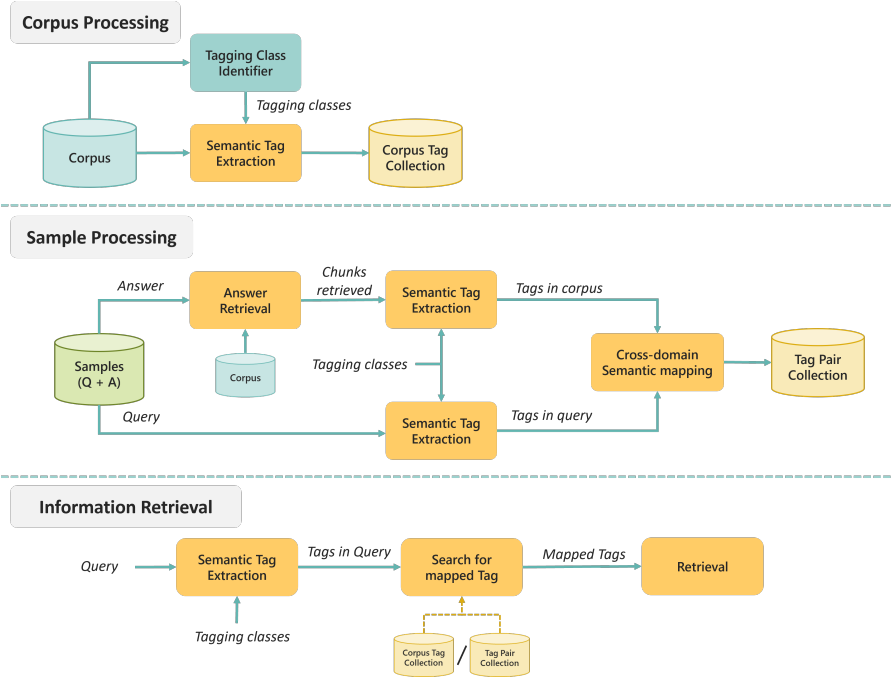 Corpus Processing
Tagging Class
Identifier
Tagging classes
Corpus
Semantic Tag
Extraction
Corpus Tag
Collection
Sample Processing
Answer
Answer
Retrieval
Chunks
retrieved
Semantic Tag
Extraction
Tags in corpus
Samples
(Q + A)
Corpus
Tagging classes
Cross-domain
Semantic mapping
Tag Pair
Collection
Query
Semantic Tag
Extraction
Tags in query
Information Retrieval
Query
Semantic Tag
Extraction
Tags in Query
Search for
mapped Tag
Mapped Tags
Retrieval
Tagging classes
Corpus Tag
Collection
/
Tag Pair
Collection